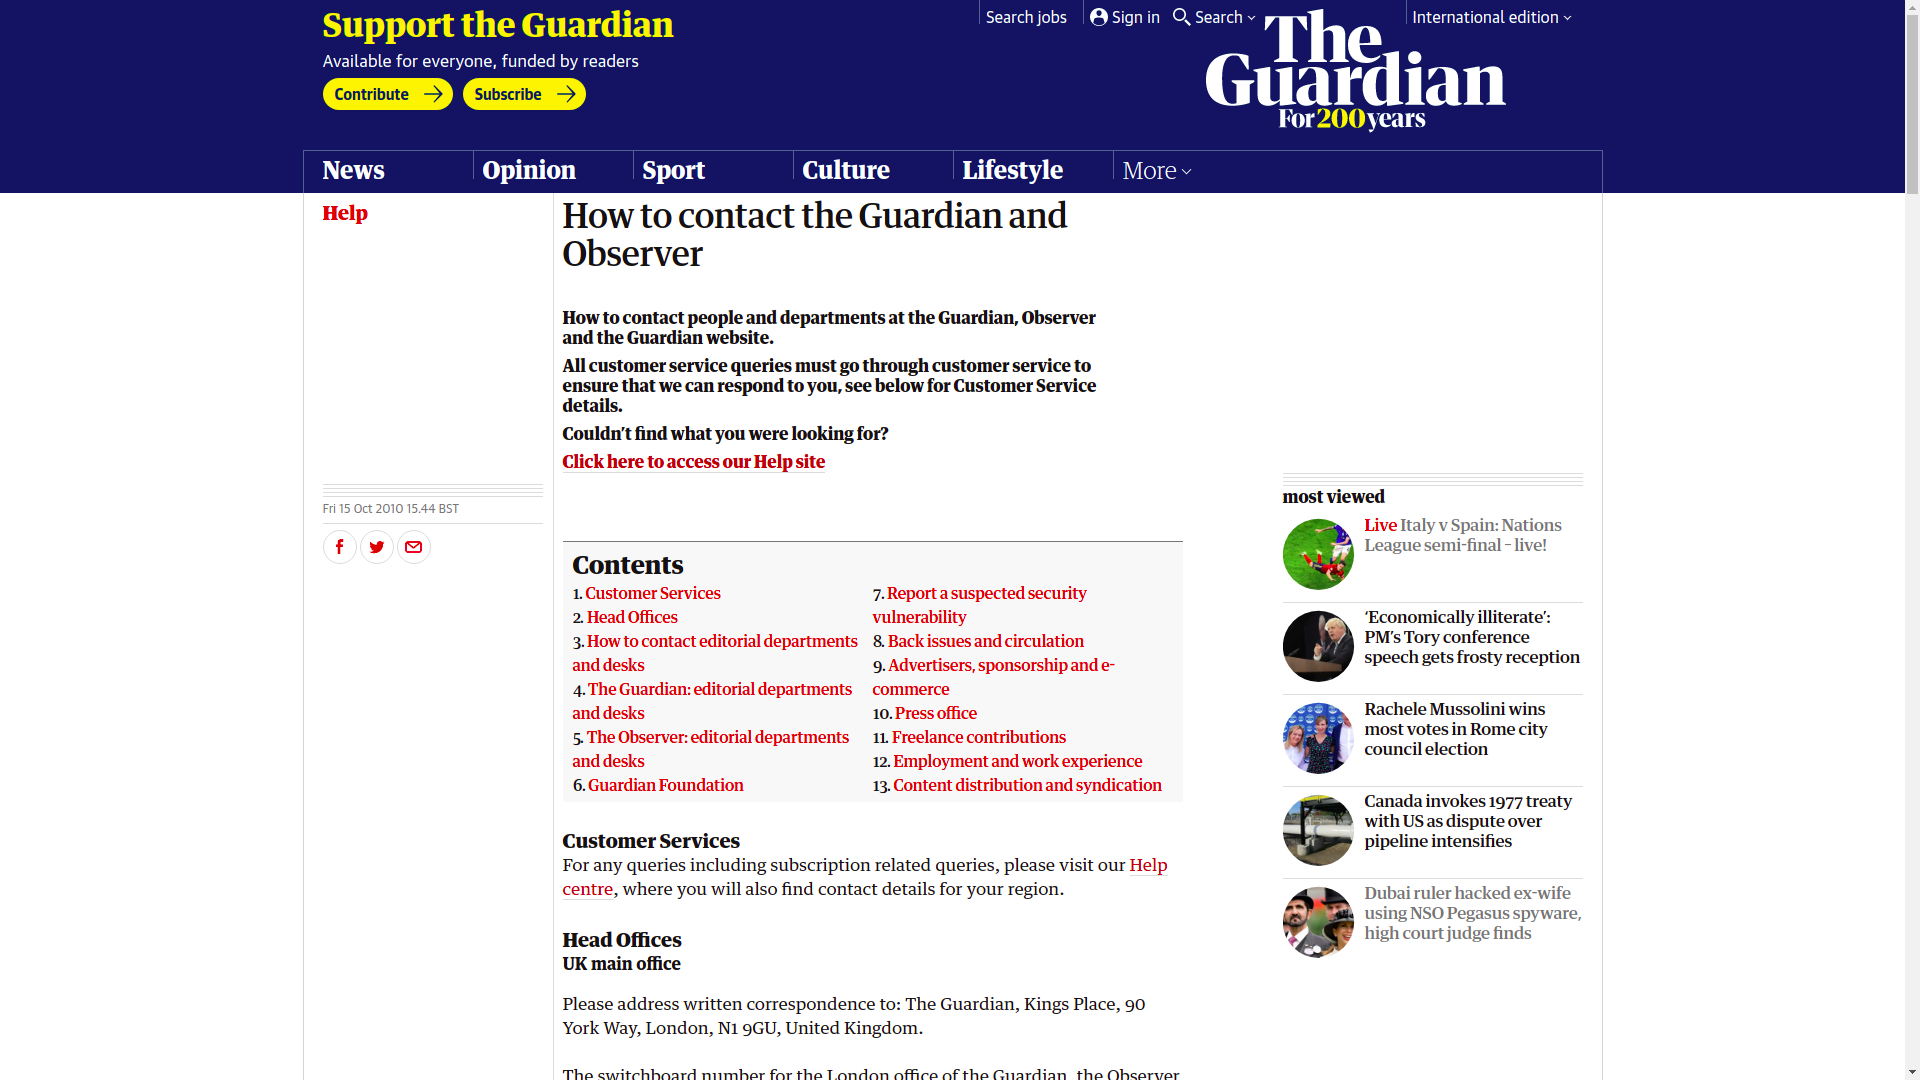 Support the Guardian
Available for everyone, funded by readers
Contribute
Subscribe
Search jobs
Sign in
Search
International edition
The
Guardian
For 200 years
News
Opinion
Sport
Culture
Lifestyle
More
Help
How to contact the Guardian and
Observer
How to contact people and departments at the Guardian, Observer
and the Guardian website.
All customer service queries must go through customer service to
ensure that we can respond to you, see below for Customer Service
details.
Couldn’t find what you were looking for?
Click here to access our Help site
Fri 15 Oct 2010 15.44 BST
Contents
1. Customer Services
2. Head Offices
3. How to contact editorial departments
and desks
4. The Guardian: editorial departments
and desks
5. The Observer: editorial departments
and desks
6. Guardian Foundation
7. Report a suspected security
vulnerability
8. Back issues and circulation
9. Advertisers, sponsorship and e-
commerce
10. Press office
11. Freelance contributions
12. Employment and work experience
13. Content distribution and syndication
Customer Services
For any queries including subscription related queries, please visit our Help
centre, where you will also find contact details for your region.
Head Offices
UK main office
Please address written correspondence to: The Guardian, Kings Place, 90
York Way, London, N1 9GU, United Kingdom.
The switchboard number for the London office of the Guardian, the Observer
most viewed
Live Italy v Spain: Nations
League semi-final – live!
‘Economically illiterate’:
PM’s Tory conference
speech gets frosty reception
Rachele Mussolini wins
most votes in Rome city
council election
Canada invokes 1977 treaty
with US as dispute over
pipeline intensifies
Dubai ruler hacked ex-wife
using NSO Pegasus spyware,
high court judge finds